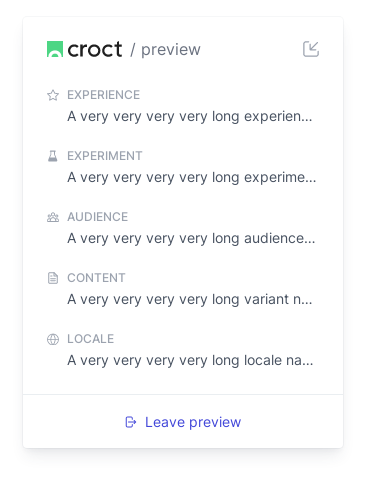 croct / preview
EXPERIENCE
A very very very very long experien...
EXPERIMENT
A very very very very long experime...
AUDIENCE
A very very very very long audience...
CONTENT
A very very very very long variant n...
LOCALE
A very very very very long locale na...
Leave preview